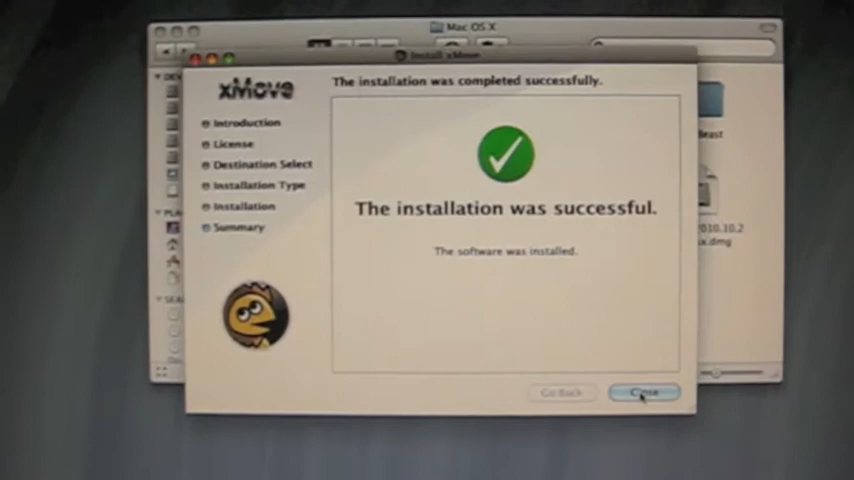 Mac OS X
Install xMove
xMove
The installation was completed successfully.
Introduction
License
Destination Select
Installation Type
Installation
Summary
The installation was successful.
The software was installed.
Go Back
Close